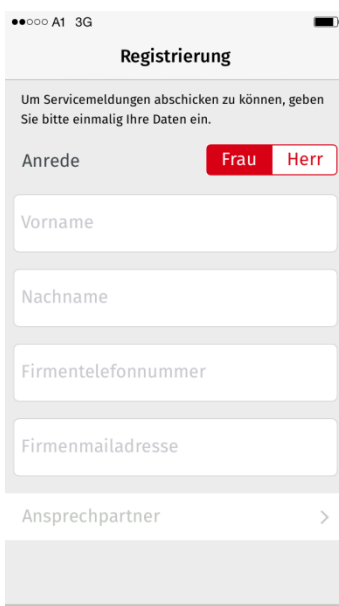 A1 3G
Registrierung
Um Servicemeldungen abschicken zu können, geben
Sie bitte einmalig Ihre Daten ein.
Anrede Frau Herr
Vorname
Nachname
Firmentelefonnummer
Firmenmailadresse
Ansprechpartner